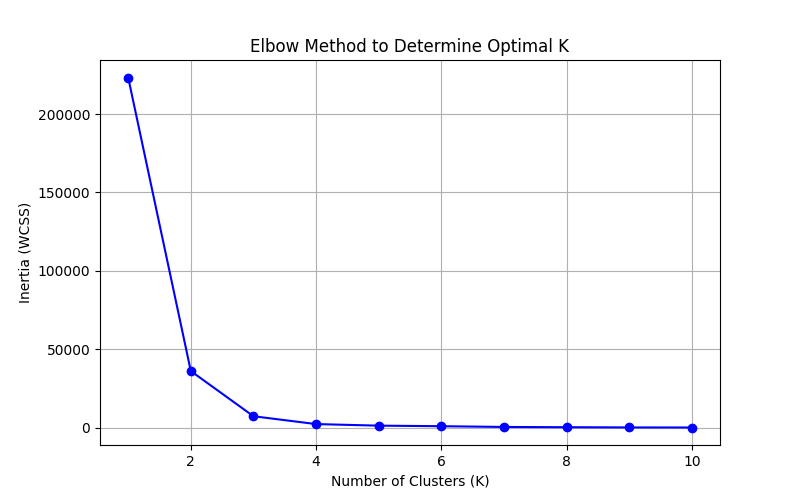 Elbow Method to Determine Optimal K
200000
150000
100000
50000
0
Inertia (WCSS)
2 4 6 8 10
Number of Clusters (K)